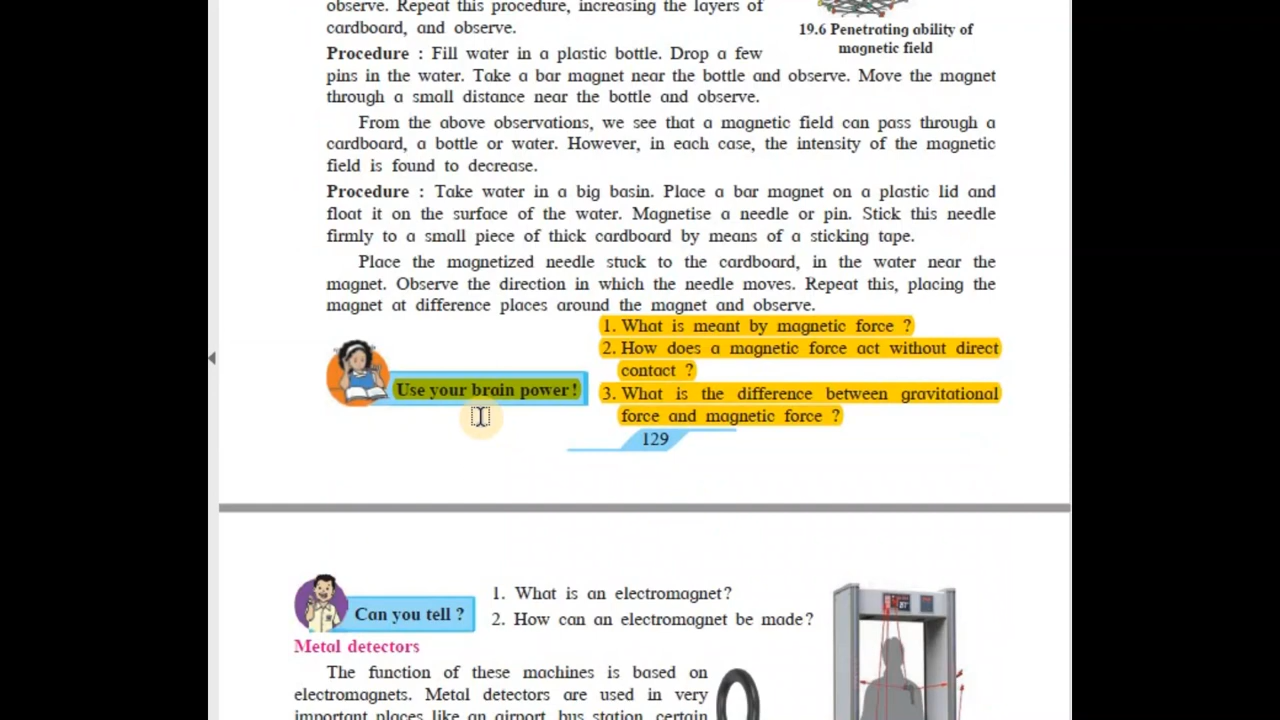 observe. Repeat this procedure, increasing the layers of
cardboard, and observe.
19.6 Penetrating ability of
magnetic field
Procedure : Fill water in a plastic bottle. Drop a few
pins in the water. Take a bar magnet near the bottle and observe. Move the magnet
through a small distance near the bottle and observe.
From the above observations, we see that a magnetic field can pass through a
cardboard, a bottle or water. However, in each case, the intensity of the magnetic
field is found to decrease.
Procedure : Take water in a big basin. Place a bar magnet on a plastic lid and
float it on the surface of the water. Magnetise a needle or pin. Stick this needle
firmly to a small piece of thick cardboard by means of a sticking tape.
Place the magnetized needle stuck to the cardboard, in the water near the
magnet. Observe the direction in which the needle moves. Repeat this, placing the
magnet at difference places around the magnet and observe.
Use your brain power!
1. What is meant by magnetic force ?
2. How does a magnetic force act without direct
contact ?
3. What is the difference between gravitational
force and magnetic force ?
129
Can you tell ?
1. What is an electromagnet?
2. How can an electromagnet be made?
Metal detectors
The function of these machines is based on
electromagnets. Metal detectors are used in very
important places like an airport, bus station, certain